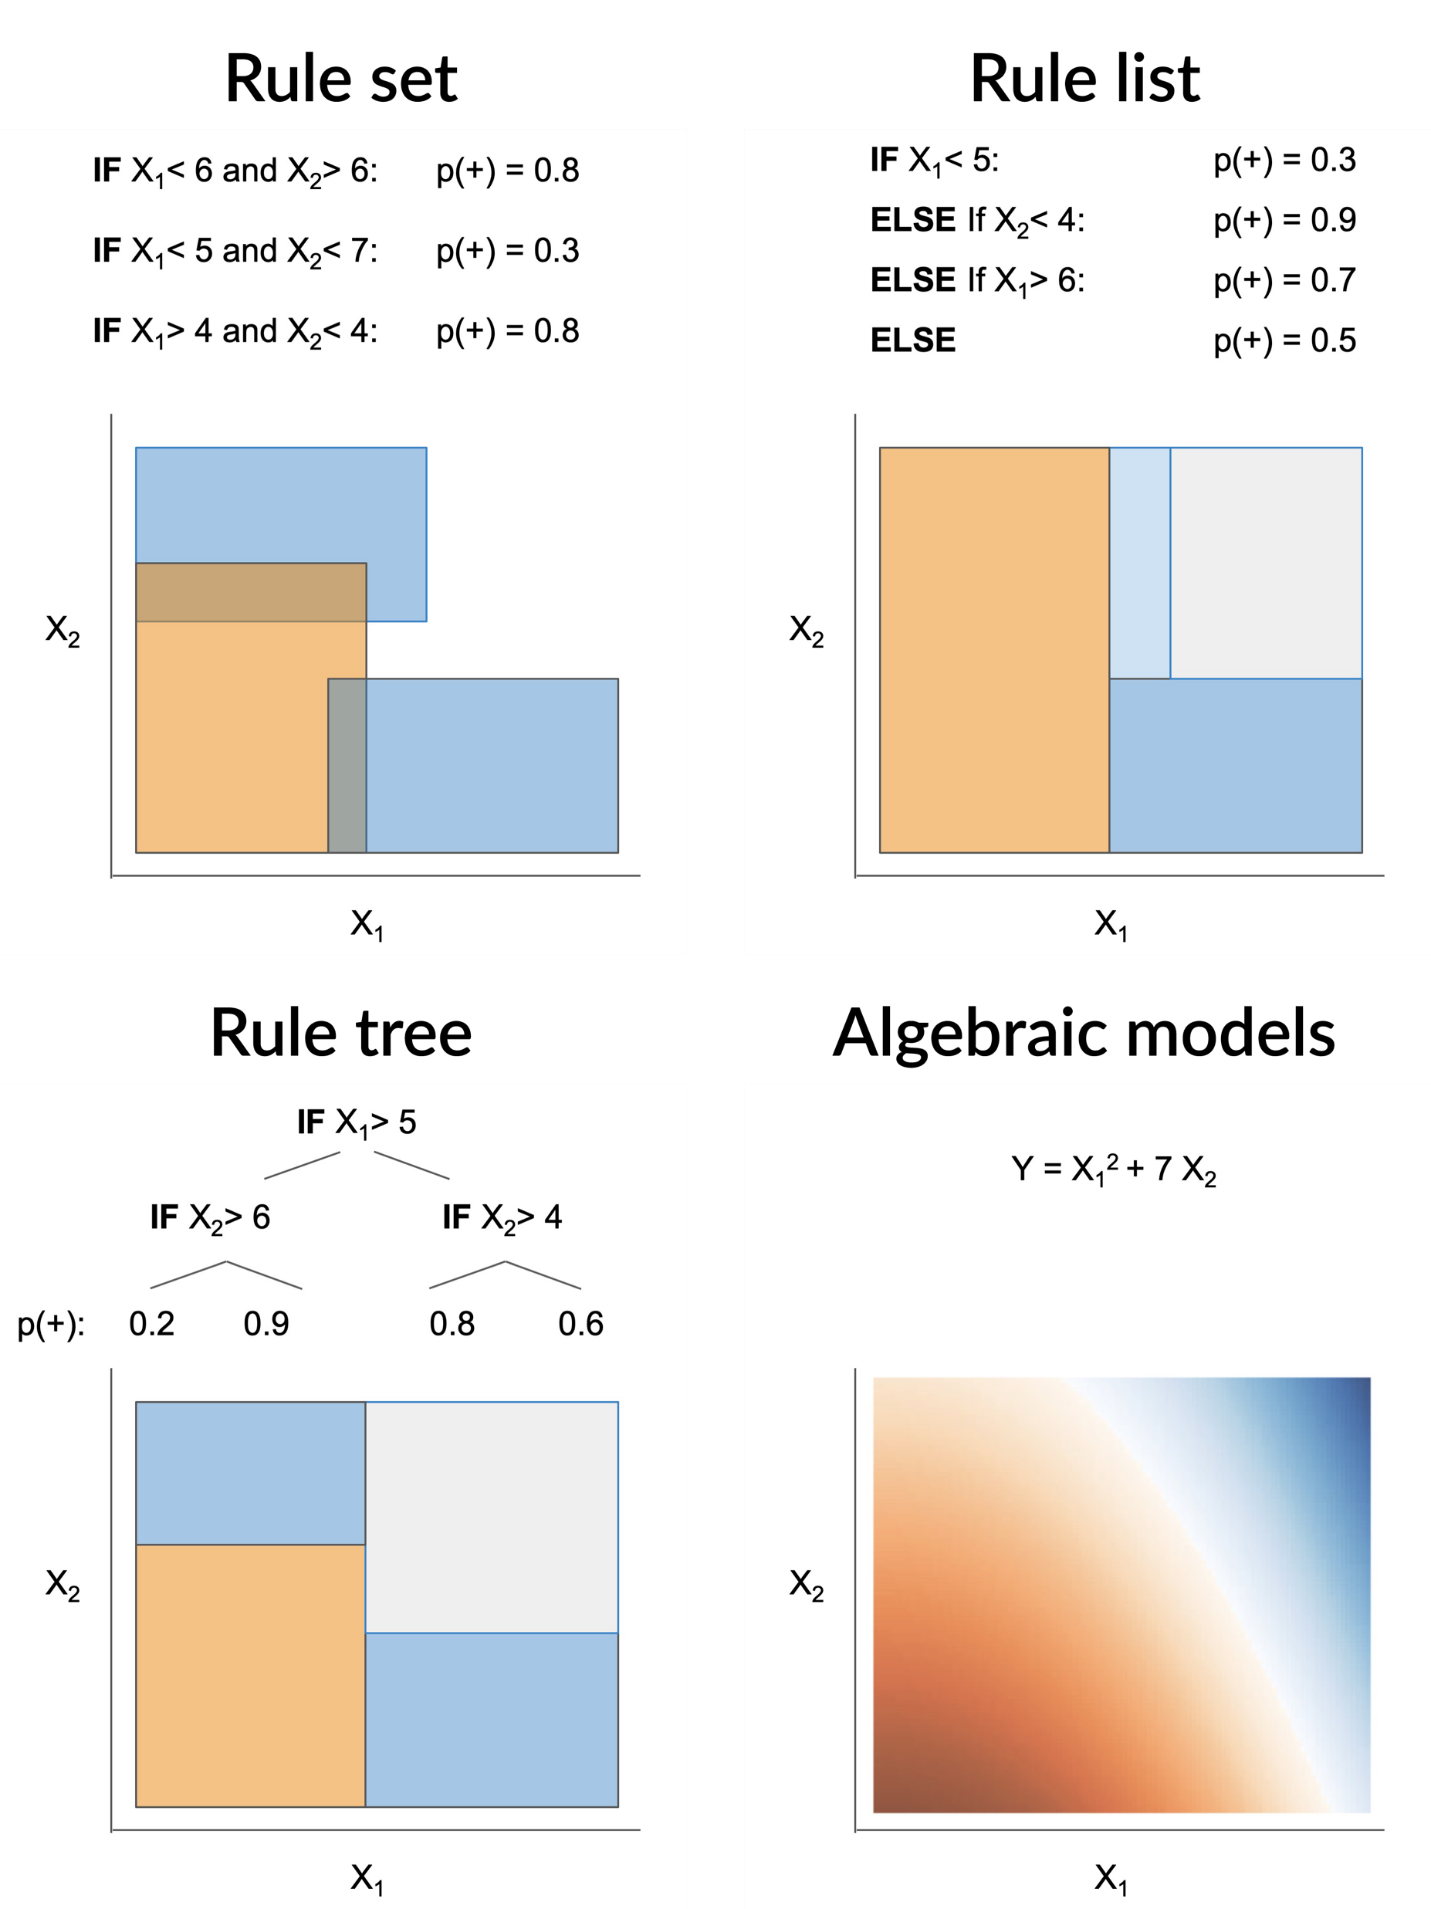 Rule set
IF X₁< 6 and X₂> 6: p(+) = 0.8
IF X₁< 5 and X₂< 7: p(+) = 0.3
IF X₁> 4 and X₂< 4: p(+) = 0.8
X₂
X₁
Rule list
IF X₁< 5: p(+) = 0.3
ELSE If X₂< 4: p(+) = 0.9
ELSE If X₁> 6: p(+) = 0.7
ELSE p(+) = 0.5
X₂
X₁
Rule tree
IF X₁> 5
IF X₂> 6 IF X₂> 4
p(+): 0.2 0.9 0.8 0.6
X₂
X₁
Algebraic models
Y = X₁² + 7 X₂
X₂
X₁